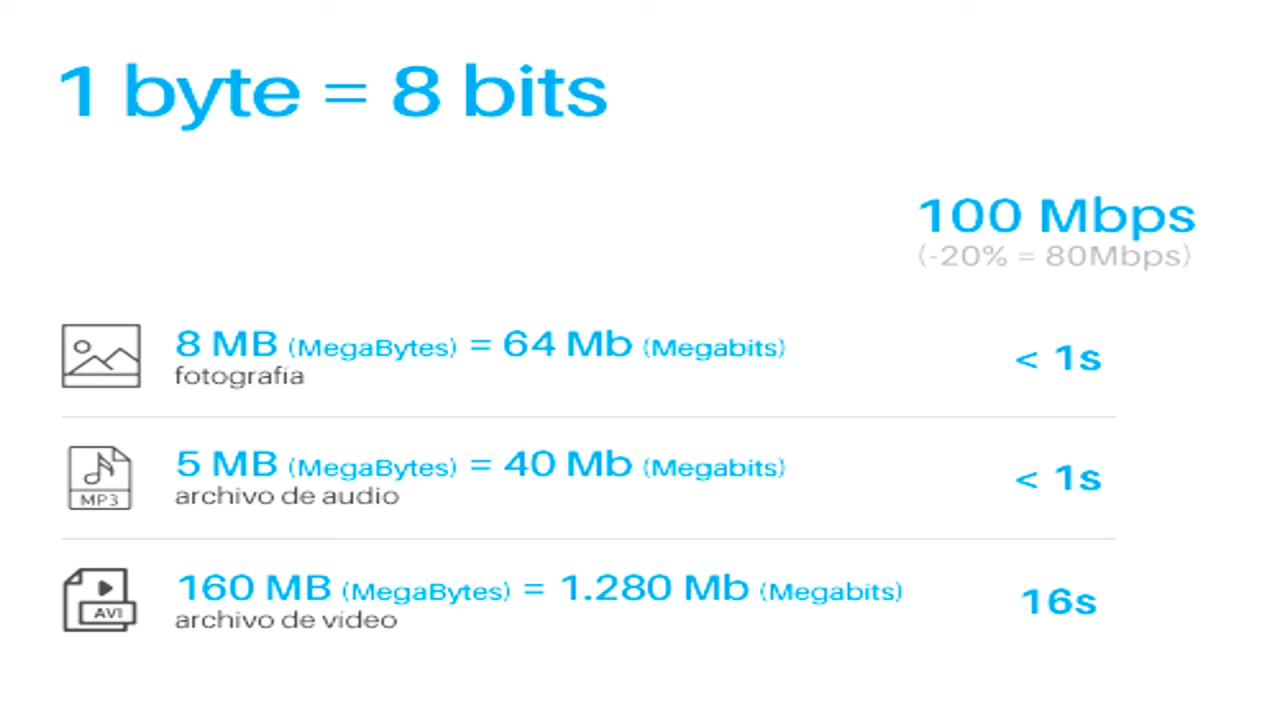 1 byte = 8 bits
100 Mbps
(-20% = 80Mbps)
8 MB (MegaBytes) = 64 Mb (Megabits)
fotografía
< 1s
5 MB (MegaBytes) = 40 Mb (Megabits)
archivo de audio
< 1s
MP3
160 MB (MegaBytes) = 1.280 Mb (Megabits)
archivo de vídeo
16s
AVI